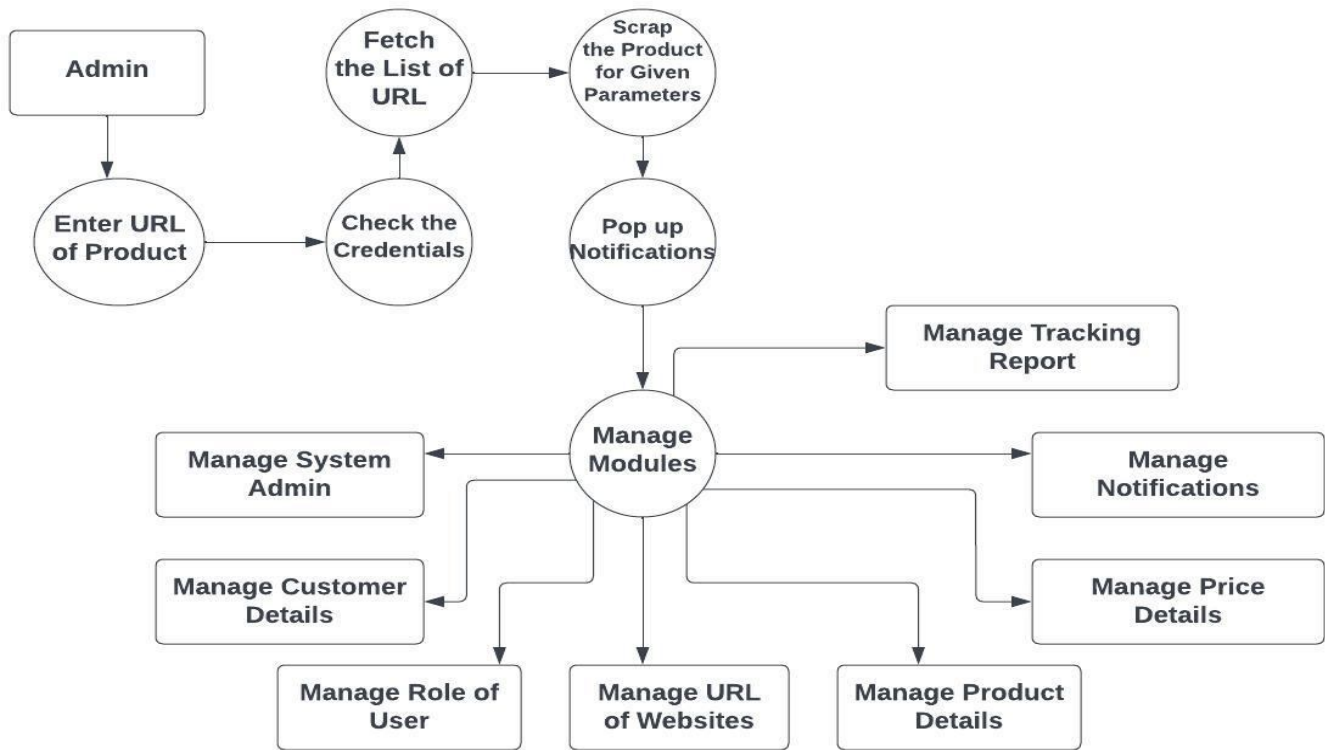 Admin
Fetch
the List of
URL
Scrap
the Product
for Given
Parameters
Enter URL
of Product
Check the
Credentials
Pop up
Notifications
Manage Tracking
Report
Manage
Modules
Manage System
Admin
Manage
Notifications
Manage Customer
Details
Manage Price
Details
Manage Role of
User
Manage URL
of Websites
Manage Product
Details